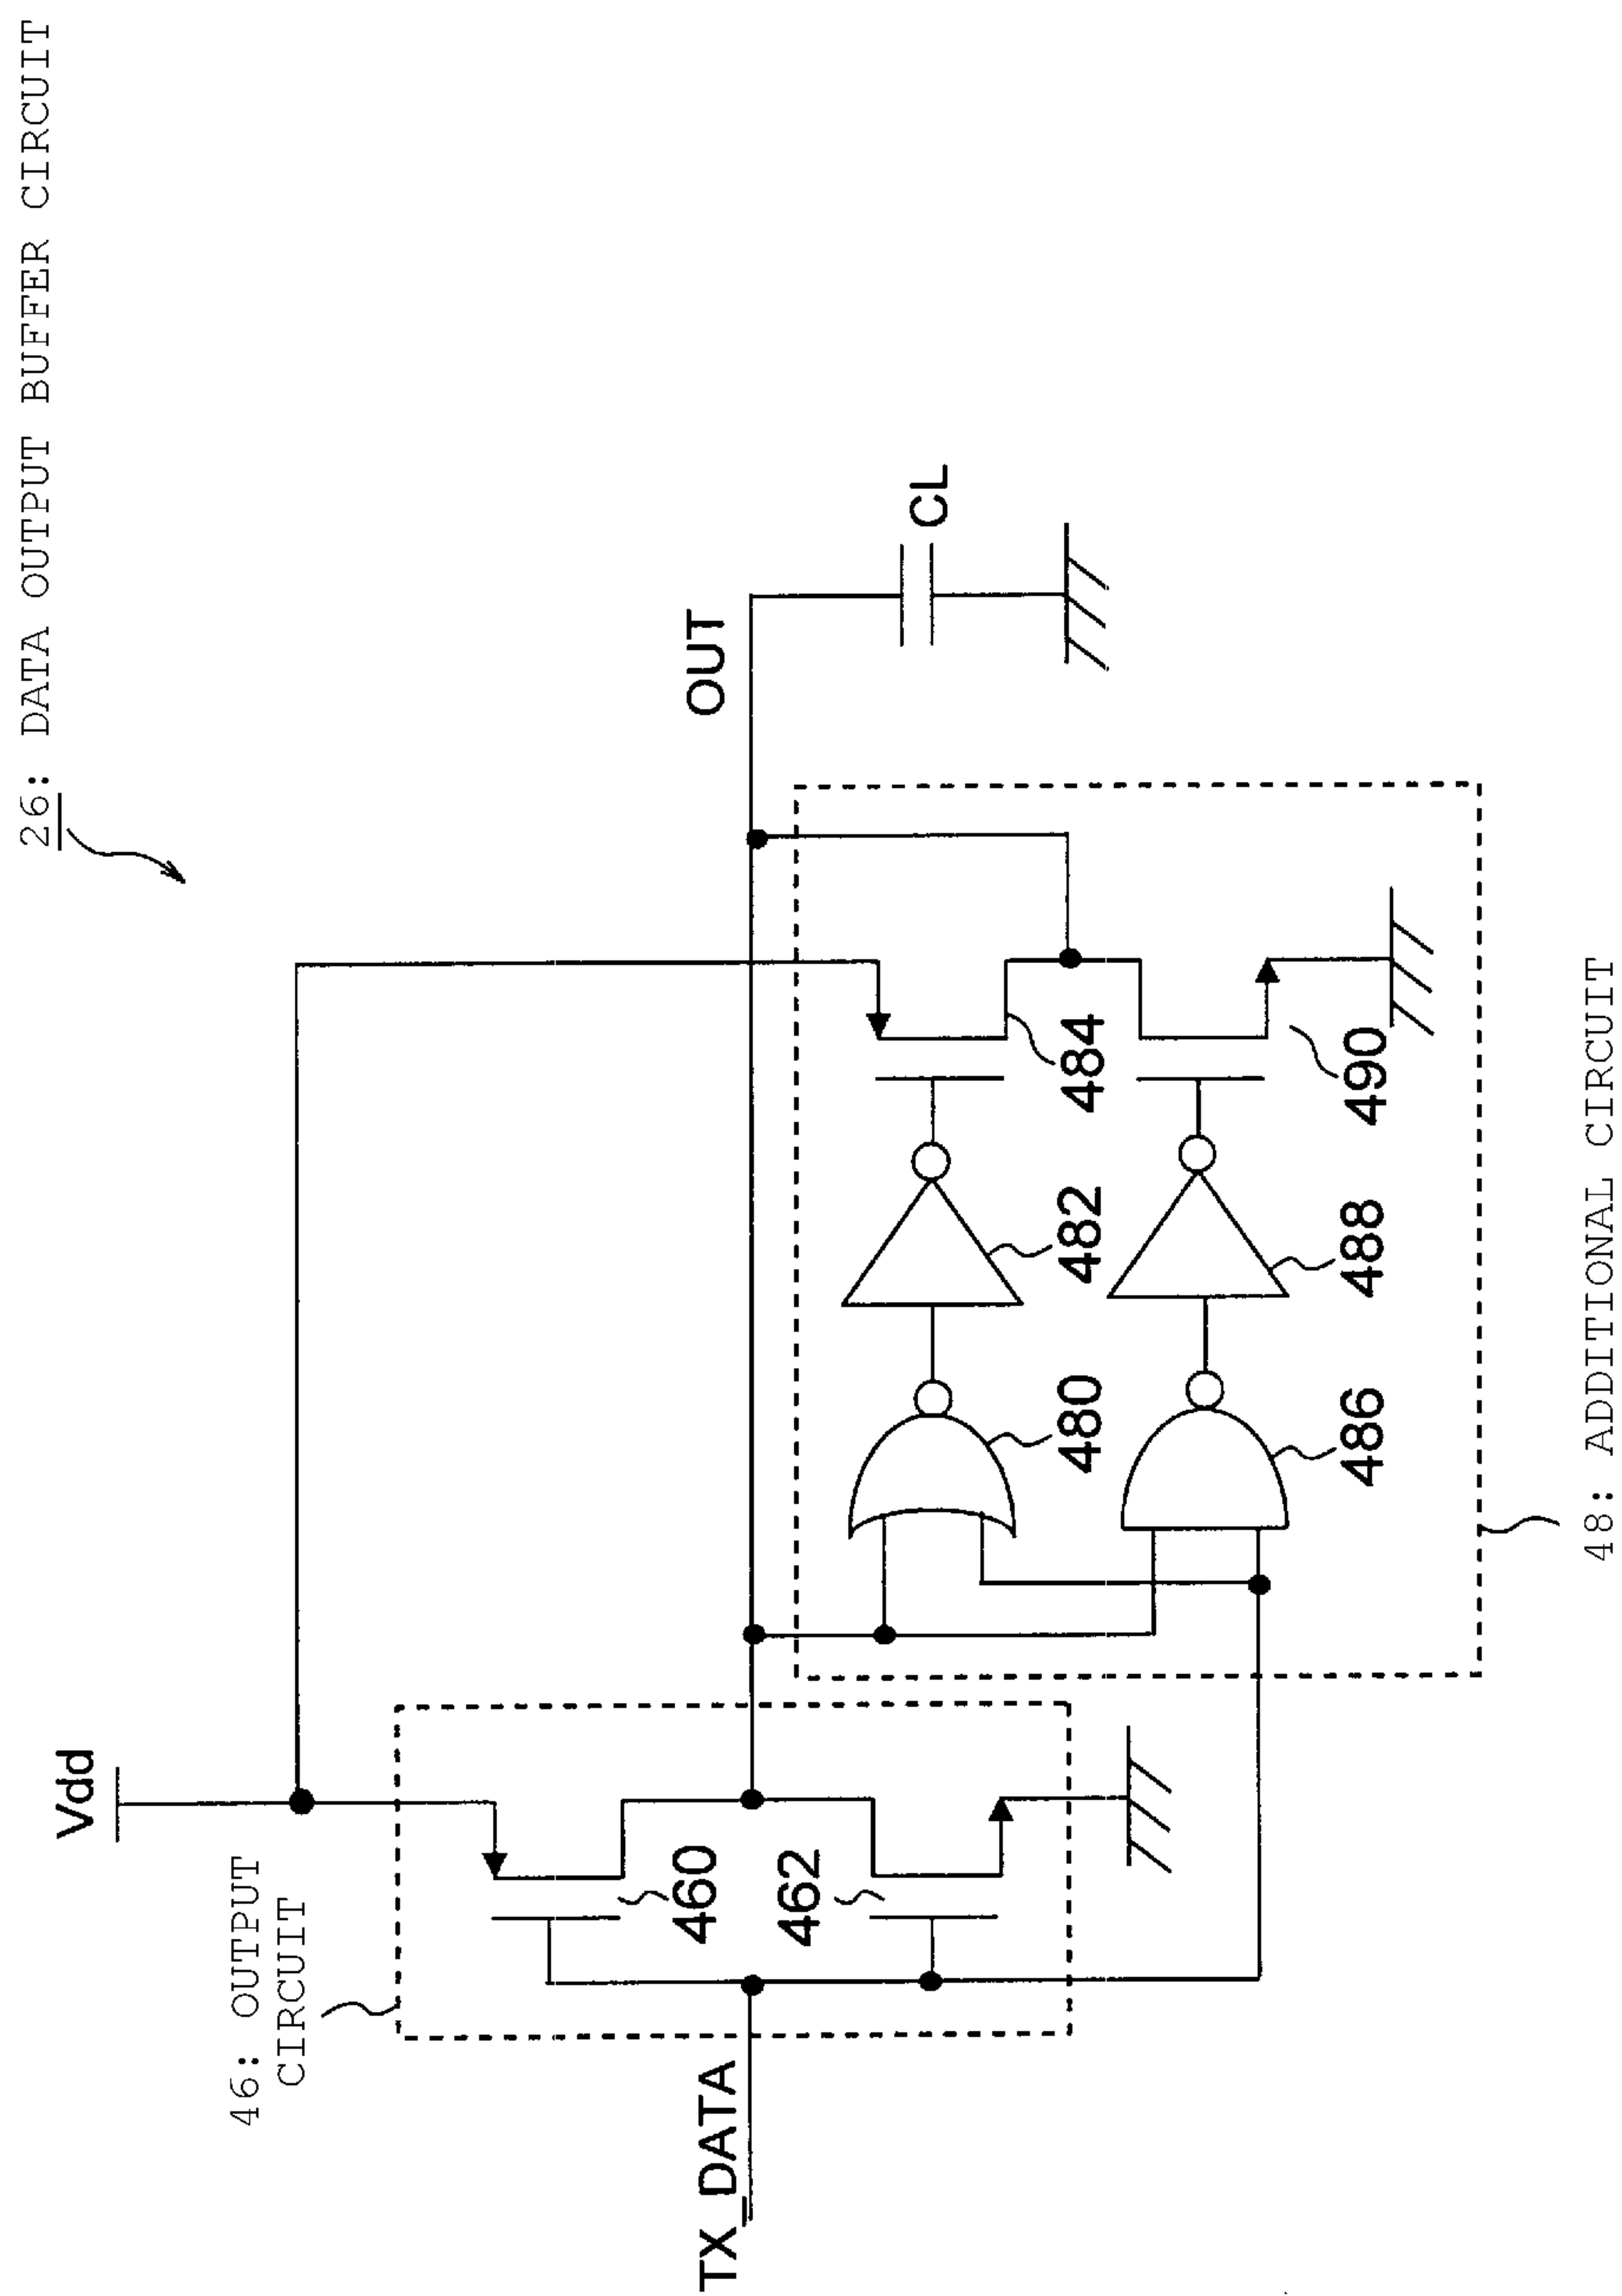 26: DATA OUTPUT BUFFER CIRCUIT
Vdd
46: OUTPUT
CIRCUIT
TX_DATA
460
462
OUT
CL
480
482
484
486
488
490
48: ADDITIONAL CIRCUIT